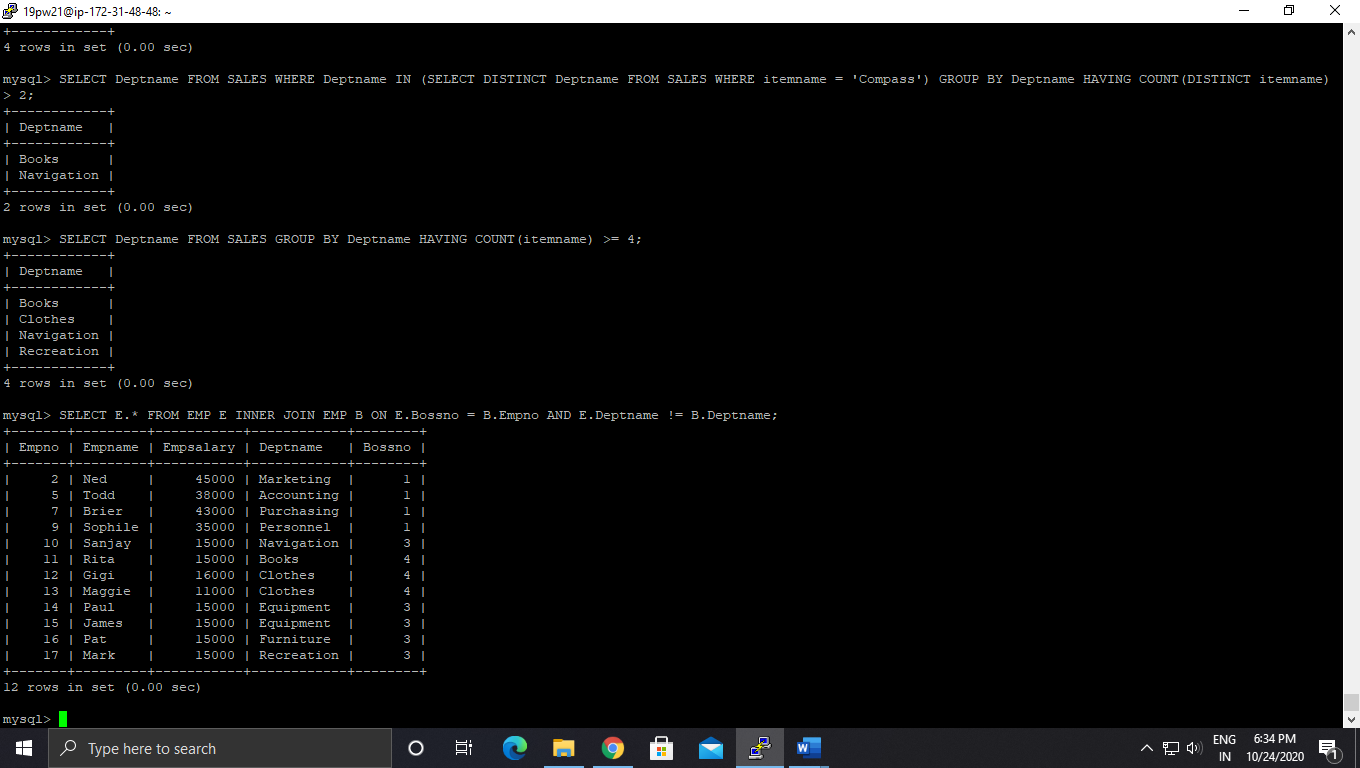 19pw21@ip-172-31-48-48: ~
+------------+
4 rows in set (0.00 sec)
mysql> SELECT Deptname FROM SALES WHERE Deptname IN (SELECT DISTINCT Deptname FROM SALES WHERE itemname = 'Compass') GROUP BY Deptname HAVING COUNT(DISTINCT itemname)
> 2;
+------------+
| Deptname   |
+------------+
| Books      |
| Navigation |
+------------+
2 rows in set (0.00 sec)
mysql> SELECT Deptname FROM SALES GROUP BY Deptname HAVING COUNT(itemname) >= 4;
+------------+
| Deptname   |
+------------+
| Books      |
| Clothes    |
| Navigation |
| Recreation |
+------------+
4 rows in set (0.00 sec)
mysql> SELECT E.* FROM EMP E INNER JOIN EMP B ON E.Bossno = B.Empno AND E.Deptname != B.Deptname;
+-------+---------+-----------+------------+--------+
| Empno | Empname | Empsalary | Deptname   | Bossno |
+-------+---------+-----------+------------+--------+
|     2 | Ned     |     45000 | Marketing  |      1 |
|     5 | Todd    |     38000 | Accounting |      1 |
|     7 | Brier   |     43000 | Purchasing |      1 |
|     9 | Sophile |     35000 | Personnel  |      1 |
|    10 | Sanjay  |     15000 | Navigation |      3 |
|    11 | Rita    |     15000 | Books      |      4 |
|    12 | Gigi    |     16000 | Clothes    |      4 |
|    13 | Maggie  |     11000 | Clothes    |      4 |
|    14 | Paul    |     15000 | Equipment  |      3 |
|    15 | James   |     15000 | Equipment  |      3 |
|    16 | Pat     |     15000 | Furniture  |      3 |
|    17 | Mark    |     15000 | Recreation |      3 |
+-------+---------+-----------+------------+--------+
12 rows in set (0.00 sec)
mysql>
Type here to search
W
ENG
IN
6:34 PM
10/24/2020
1